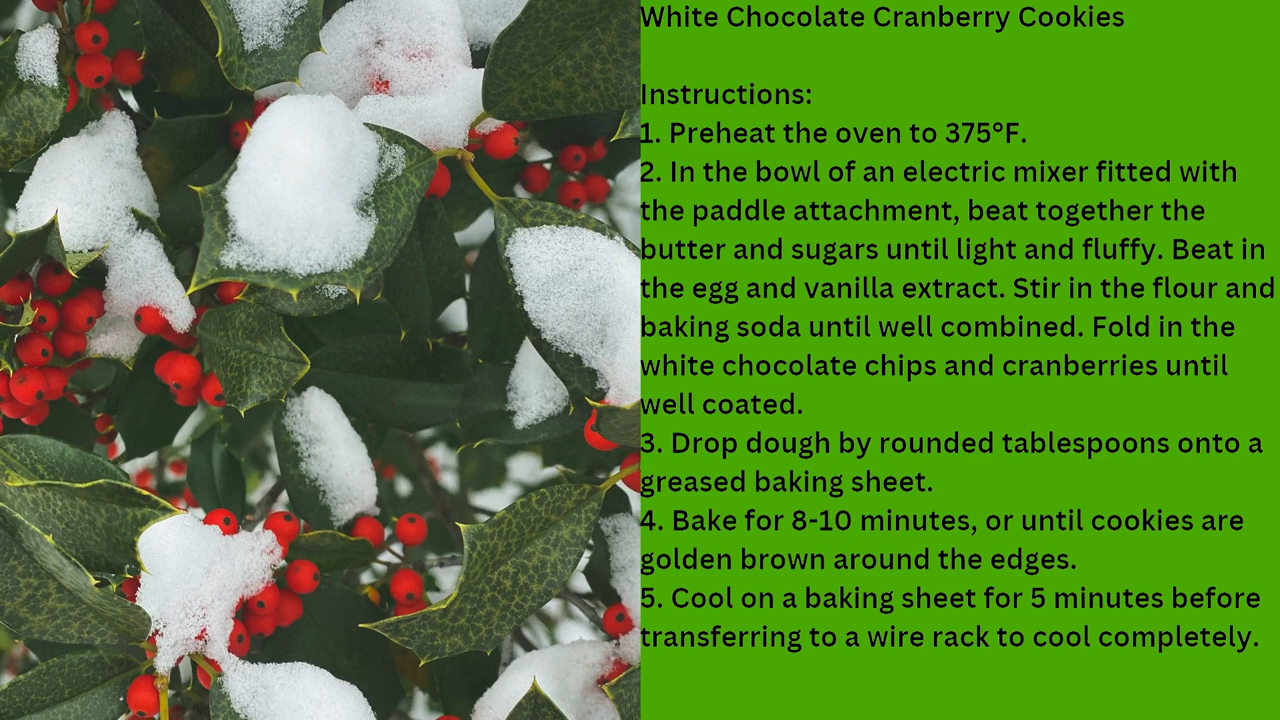 White Chocolate Cranberry Cookies
Instructions:
1. Preheat the oven to 375°F.
2. In the bowl of an electric mixer fitted with
the paddle attachment, beat together the
butter and sugars until light and fluffy. Beat in
the egg and vanilla extract. Stir in the flour and
baking soda until well combined. Fold in the
white chocolate chips and cranberries until
well coated.
3. Drop dough by rounded tablespoons onto a
greased baking sheet.
4. Bake for 8-10 minutes, or until cookies are
golden brown around the edges.
5. Cool on a baking sheet for 5 minutes before
transferring to a wire rack to cool completely.